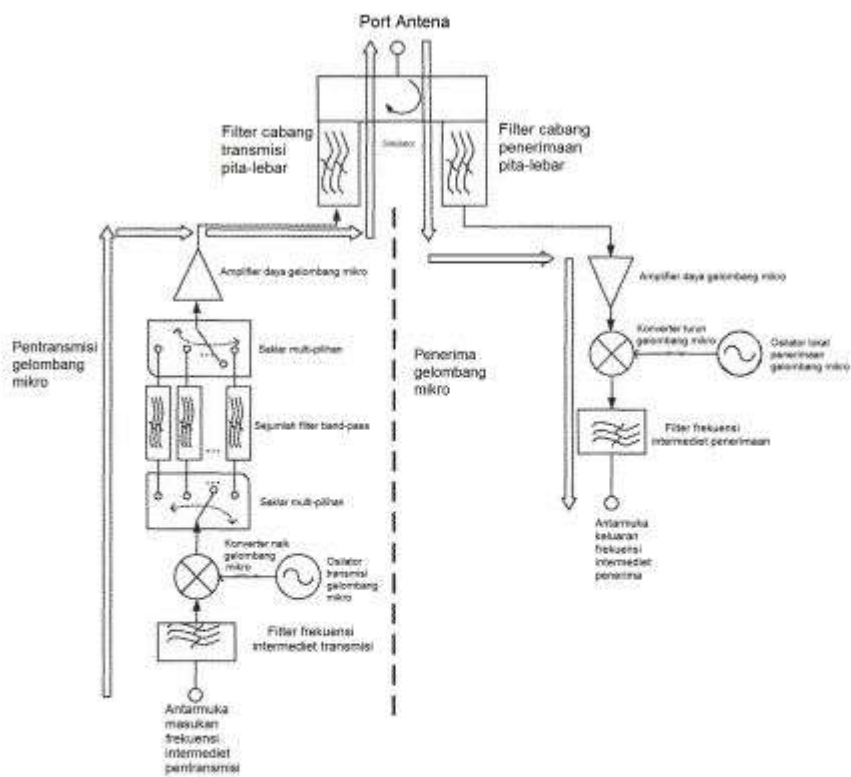 Port Antena
Filter cabang
transmisi
pita-lebar
Filter cabang
penerimaan
pita-lebar
Amplifier daya gelombang mikro
Saklar multi-pilihan
Pentransmisi
gelombang
mikro
Sejumlah filter band-pass
Saklar multi-pilihan
Konverter naik
gelombang
mikro
Osilator
transmisi
gelombang
mikro
Filter frekuensi
intermediet transmisi
Antarmuka
masukan
frekuensi
intermediet
pentransmisi
Penerima
gelombang
mikro
Amplifier daya gelombang mikro
Konverter turun
gelombang mikro
Osilator lokal
penerimaan
gelombang mikro
Filter frekuensi
intermediet penerimaan
Antarmuka
keluaran
frekuensi
intermediet
penerima